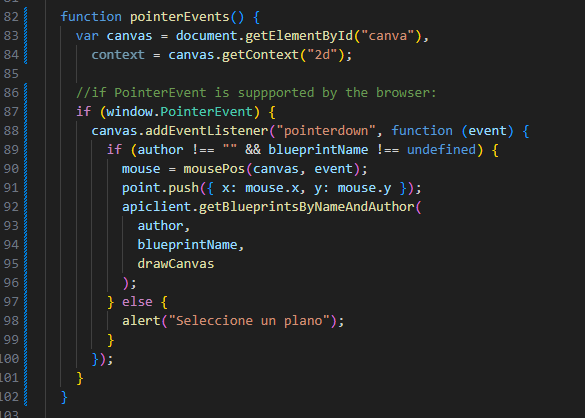 82 function pointerEvents() {
83 var canvas = document.getElementById("canva"),
84 context = canvas.getContext("2d");
85
86 //if PointerEvent is suppported by the browser:
87 if (window.PointerEvent) {
88 canvas.addEventListener("pointerdown", function (event) {
89 if (author !== "" && blueprintName !== undefined) {
90 mouse = mousePos(canvas, event);
91 point.push({ x: mouse.x, y: mouse.y });
92 apiclient.getBlueprintsByNameAndAuthor(
93 author,
94 blueprintName,
95 drawCanvas
96 );
97 } else {
98 alert("Seleccione un plano");
99 }
100 });
101 }
102 }